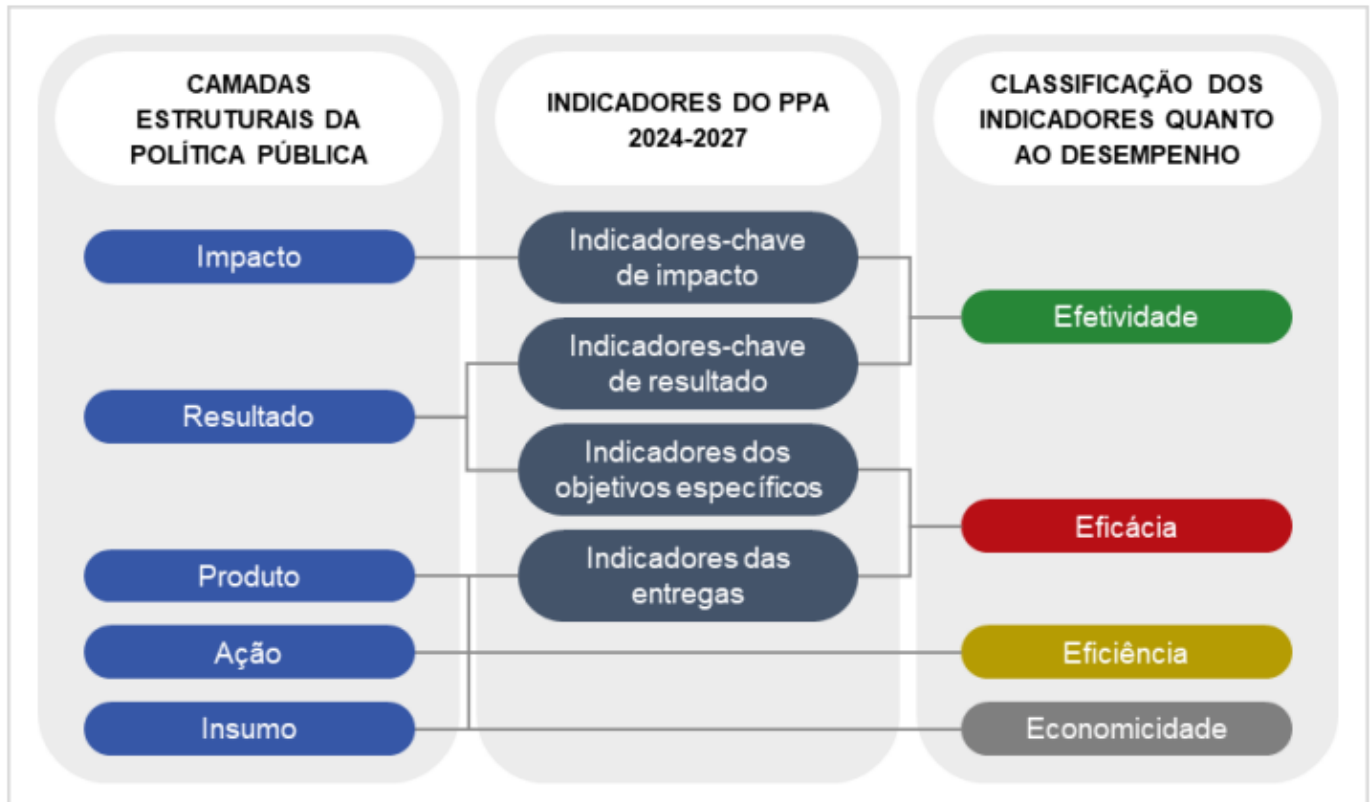 CAMADAS
ESTRUTURAIS DA
POLÍTICA PÚBLICA
Impacto
Resultado
Produto
Ação
Insumo
INDICADORES DO PPA
2024-2027
Indicadores-chave
de impacto
Indicadores-chave
de resultado
Indicadores dos
objetivos específicos
Indicadores das
entregas
CLASSIFICAÇÃO DOS
INDICADORES QUANTO
AO DESEMPENHO
Efetividade
Eficácia
Eficiência
Economicidade